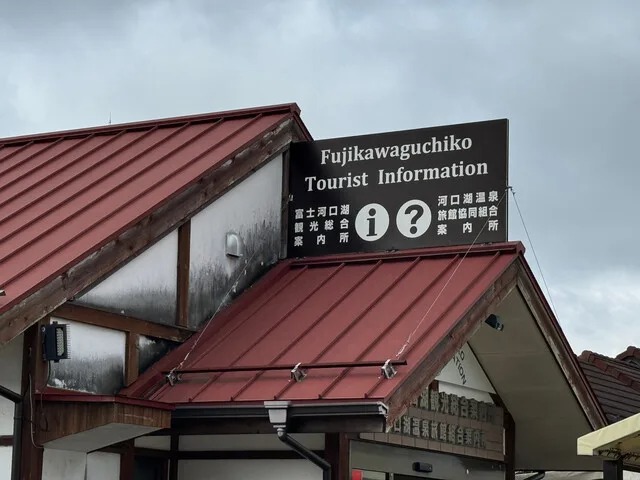 Fujikawaguchiko
Tourist Information
富士河口湖
観光総合
案内所
i ?
河口湖温泉
旅館協同組合
案内所